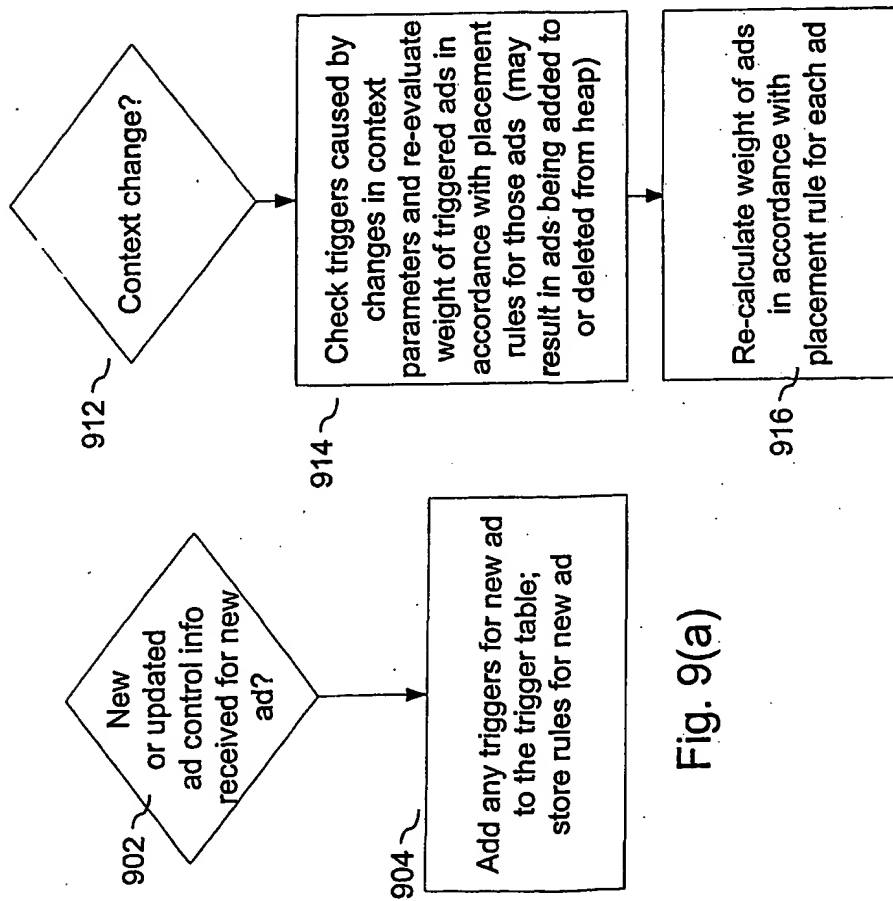 New
or updated
ad control info
received for new
ad?
902
Add any triggers for new ad
to the trigger table;
store rules for new ad
904
Context change?
912
Check triggers caused by
changes in context
parameters and re-evaluate
weight of triggered ads in
accordance with placement
rules for those ads (may
result in ads being added to
or deleted from heap)
914
Re-calculate weight of ads
in accordance with
placement rule for each ad
916
Fig. 9(a)